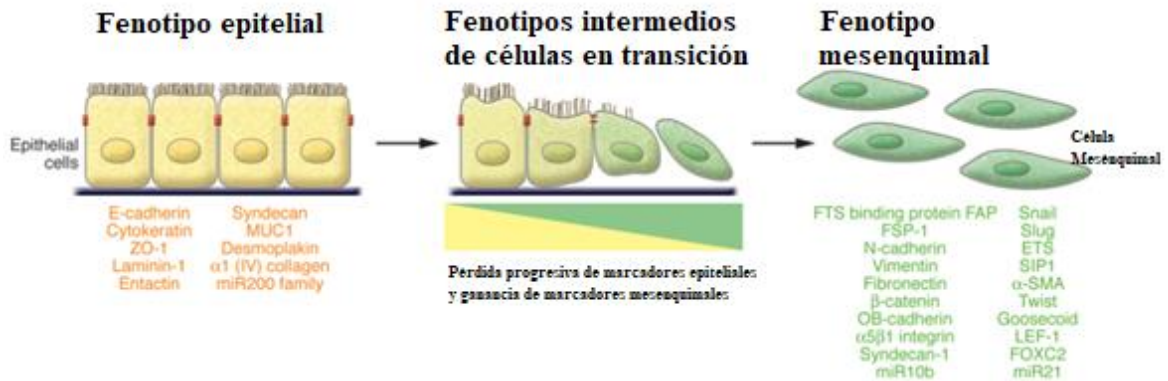 Fenotipo epitelial
Fenotipos intermedios
de células en transición
Fenotipo
mesenquimal
Epithelial
cells
Celula
Mesénquimal
E-cadherin
Cytokeratin
ZO-1
Laminin-1
Entactin
Syndecan
MUC1
Desmoplakin
α1 (IV) collagen
miR200 family
Pérdida progresiva de marcadores epiteliales
y ganancia de marcadores mesenquimales
FTS binding protein FAP
FSP-1
N-cadherin
Vimentin
Fibronectin
β-catenin
OB-cadherin
α5β1 integrin
Syndecan-1
miR10b
Snail
Slug
ETS
SIP1
α-SMA
Twist
Goosecoid
LEF-1
FOXC2
miR21